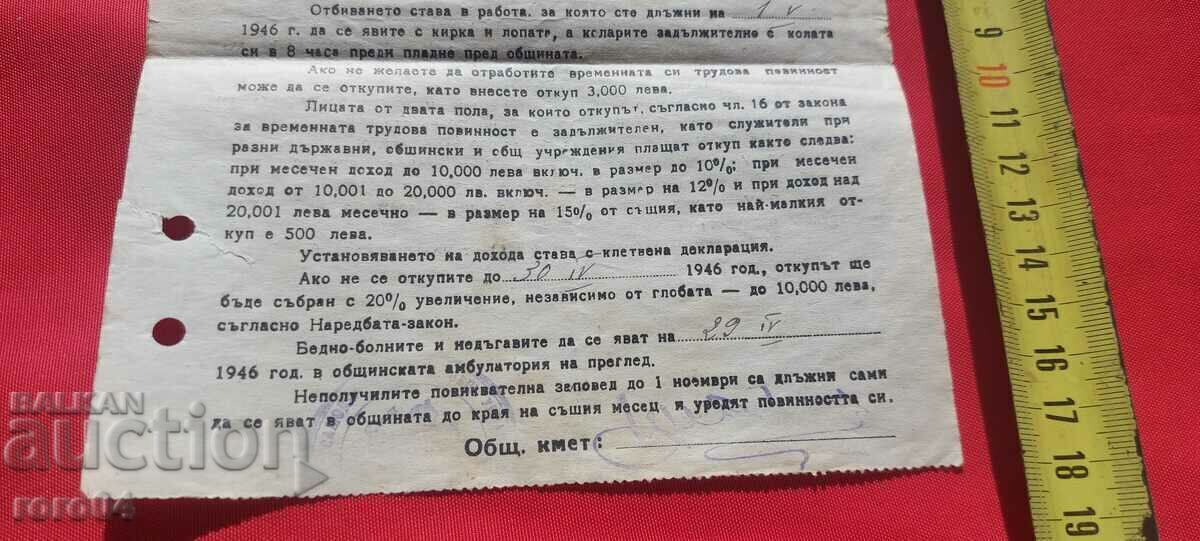 Отбиването става в работа. за която сте длъжни на 1 V
1946 г. да се явите с кирка и лопата, а коларите задължително с колата
си в 8 часа преди пладне пред общината.
Ако не желаете да отработите временната си трудова повинност
може да се откупите, като внесете откуп 3,000 лева.
Лицата от двата пола, за които откупът, съгласно чл. 16 от закона
за временната трудова повинност е задължителен, като служители при
разни държавни, общински и общ учреждения плащат откуп както следва:
при месечен доход до 10,000 лева включ. в размер до 10%; при месечен
доход от 10,001 до 20,000 лв. включ. — в размер на 12% и при доход над
20,001 лева месечно — в размер на 15% от същия, като най-малкия от-
куп е 500 лева.
Установяването на дохода става с клетвена декларация.
Ако не се откупите до 30 IV 1946 год., откупът ще
бъде събран с 20% увеличение, независимо от глобата — до 10,000 лева,
съгласно Наредбата-закон.
Бедно-болните и недъгавите да се яват на 29 IV
1946 год. в общинската амбулатория на преглед.
Неполучилите повиквателна заповед до 1 ноември са длъжни сами
да се яват в общината до края на същия месец и уредят повинността си.
Общ. кмет:
BALKAN
auction
roro04
9
10
11
12
13
14
15
16
17
18
19